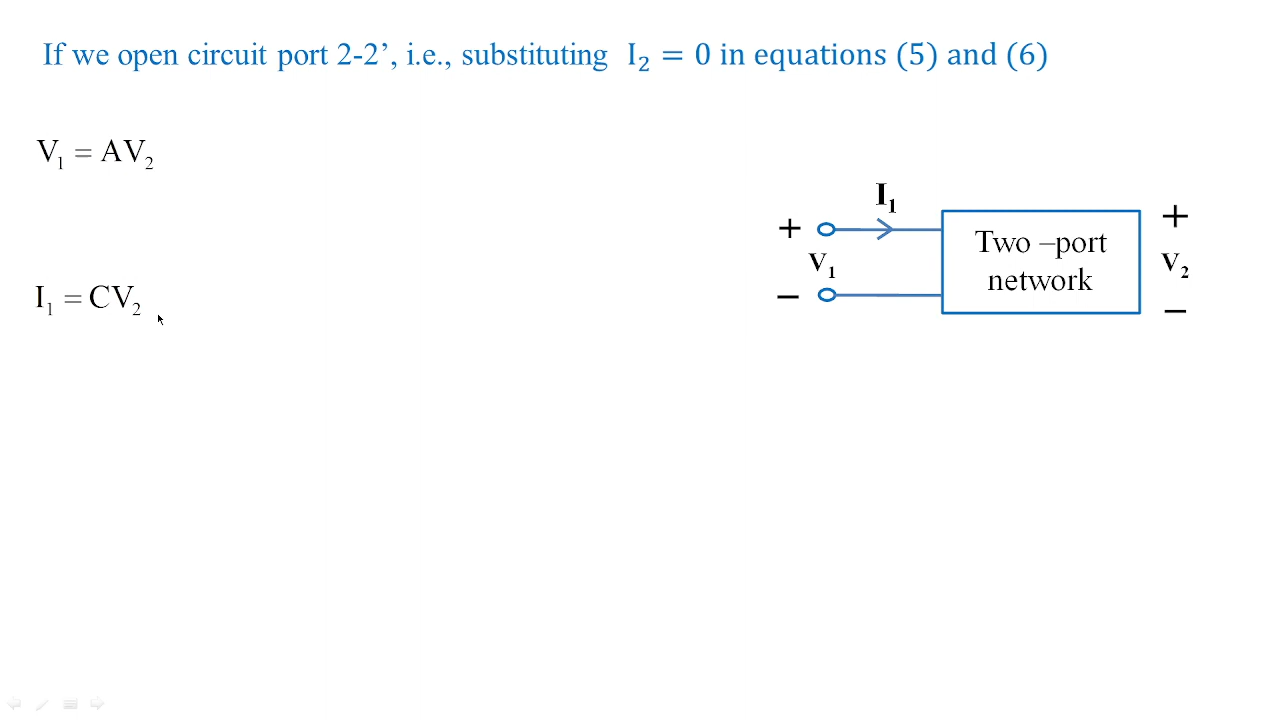 If we open circuit port 2-2’, i.e., substituting I₂ = 0 in equations (5) and (6)
V₁ = AV₂
I₁
+
+
Two –port
V₁
V₂
network
I₁ = CV₂
−
−